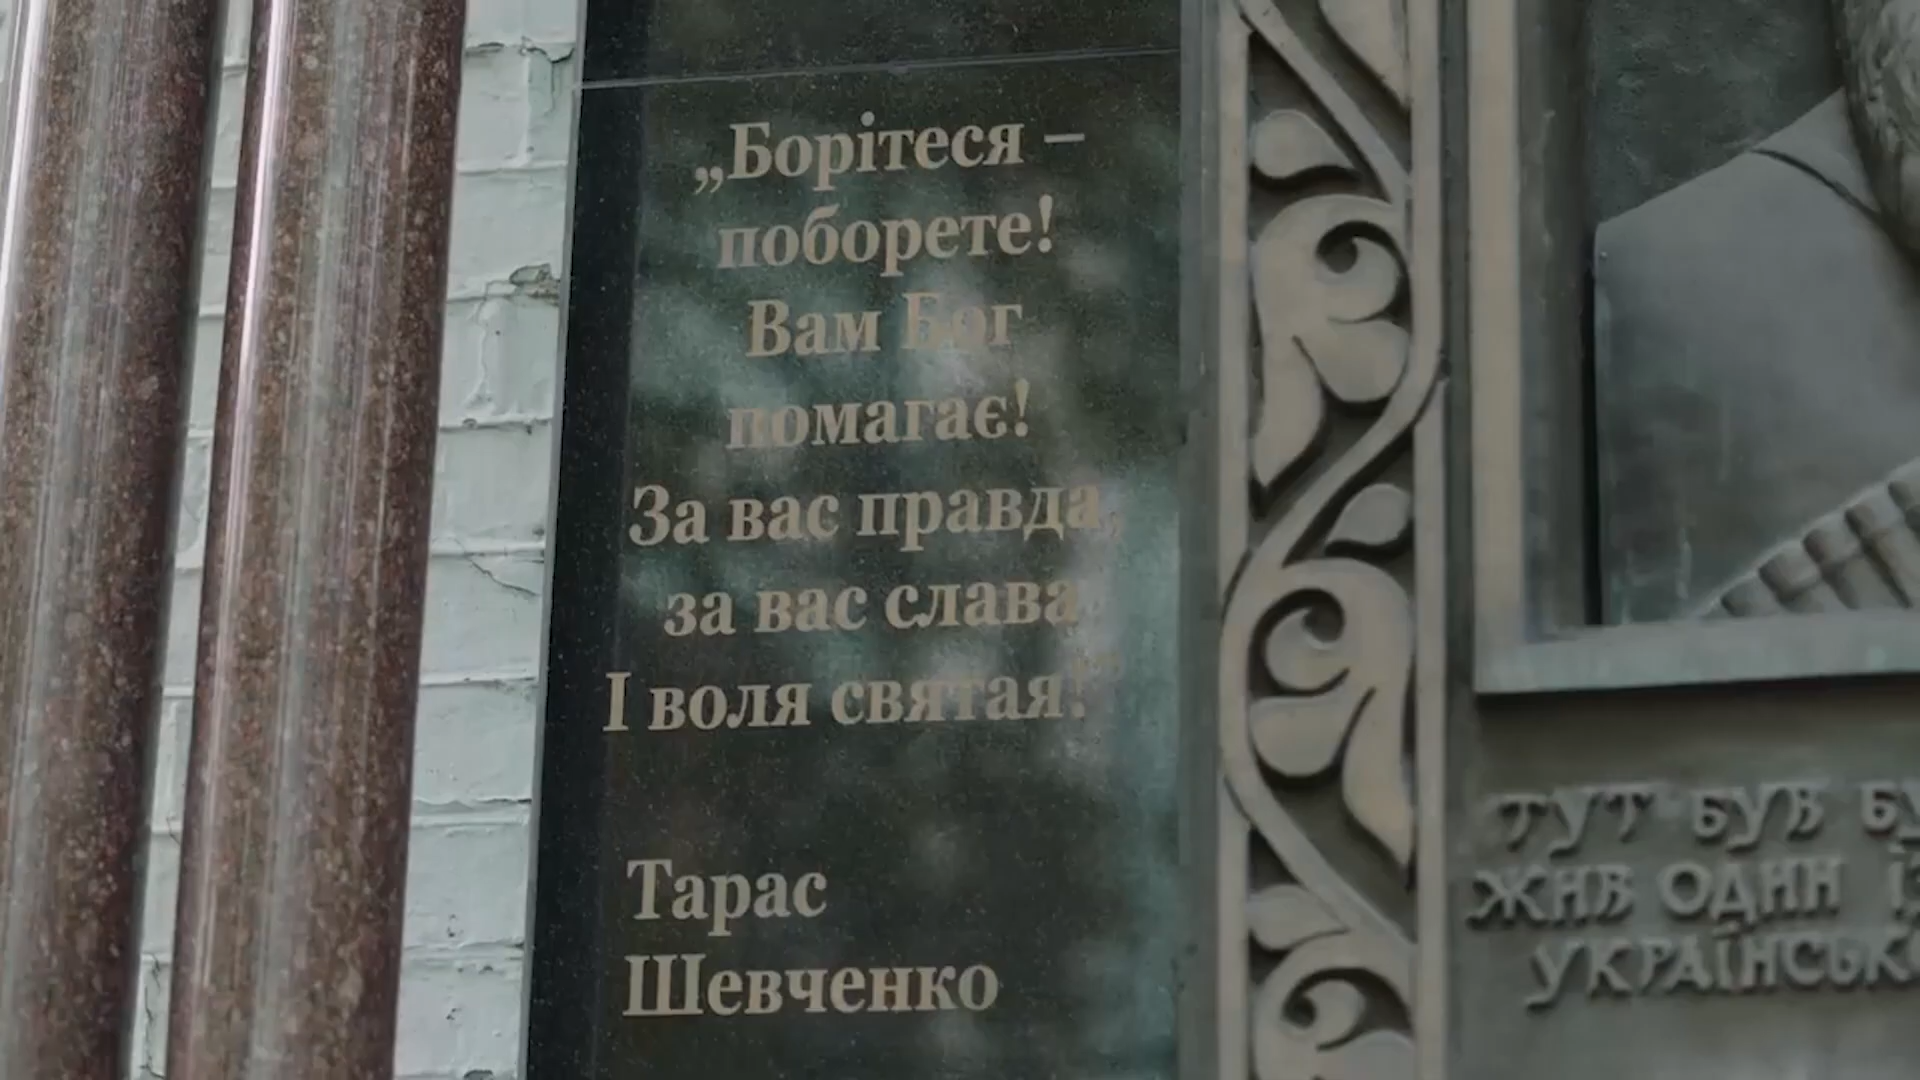 „Борітеся –
поборете!
Вам Бог
помагає!
За вас правда,
за вас слава
І воля святая!“
Тарас
Шевченко
ТУТ БУВ
ЖИВ ОДИН